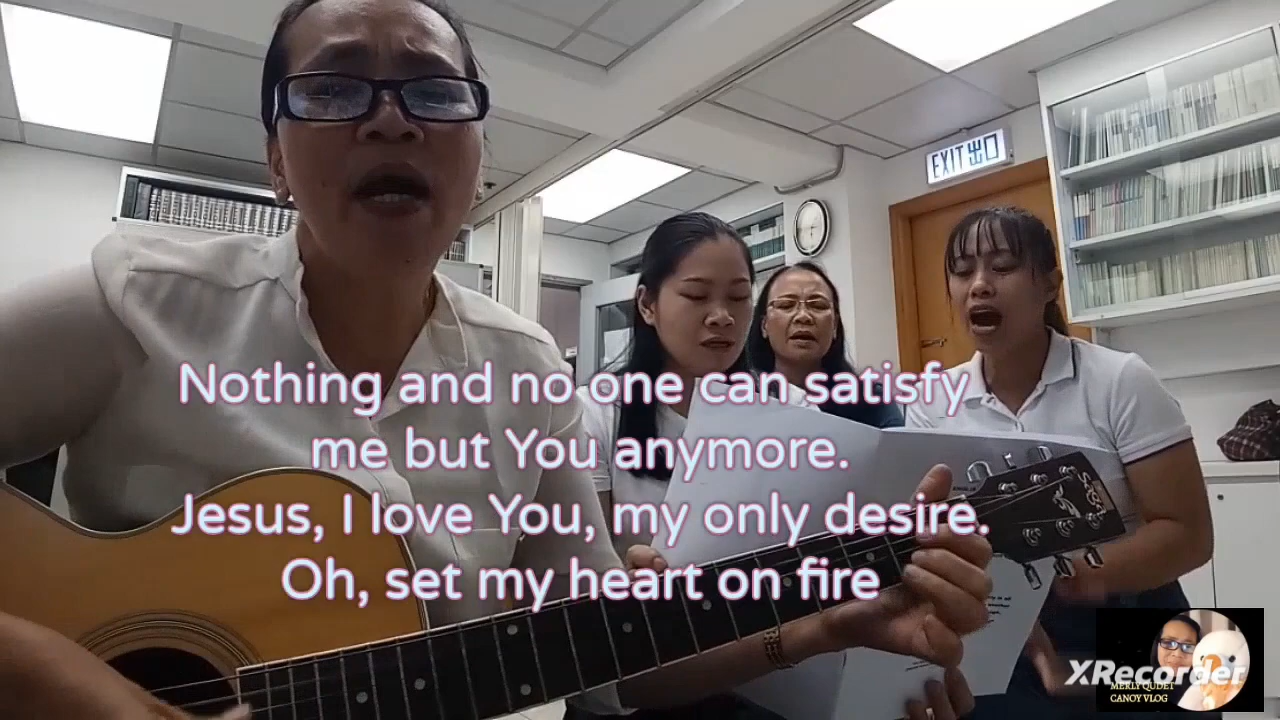 EXIT 出口
Nothing and no one can satisfy
me but You anymore.
Jesus, I love You, my only desire.
Oh, set my heart on fire
XRecorder
MERLY QUDET
CANOY VLOG